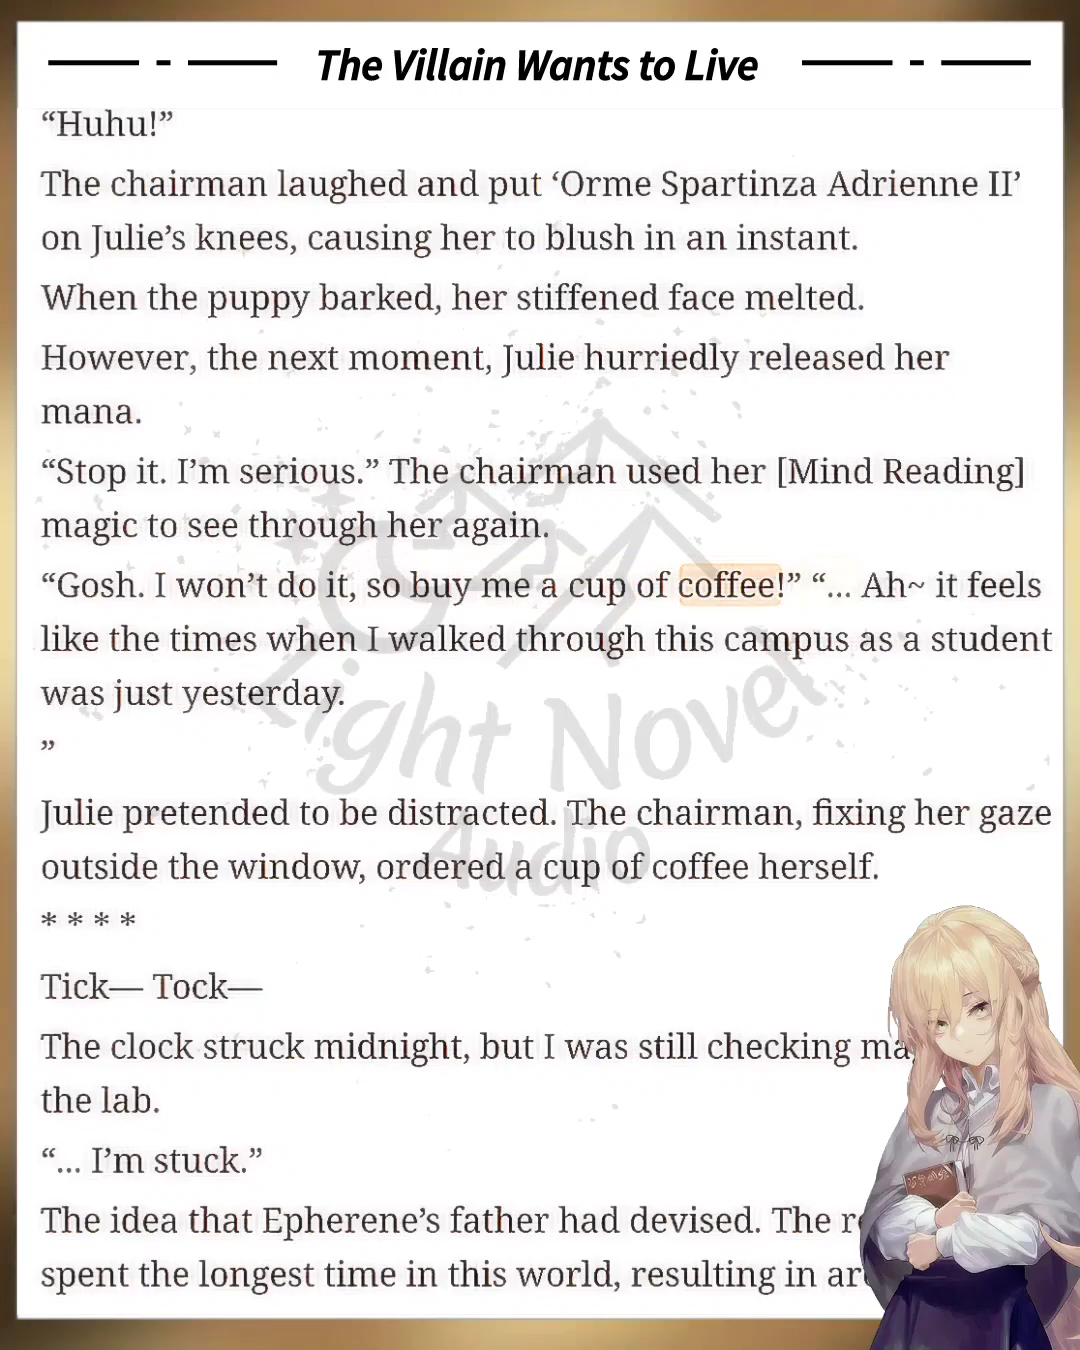 The Villain Wants to Live
“Huhu!”
The chairman laughed and put ‘Orme Spartinza Adrienne II’
on Julie’s knees, causing her to blush in an instant.
When the puppy barked, her stiffened face melted.
However, the next moment, Julie hurriedly released her
mana.
“Stop it. I’m serious.” The chairman used her [Mind Reading]
magic to see through her again.
“Gosh. I won’t do it, so buy me a cup of coffee!” “... Ah~ it feels
like the times when I walked through this campus as a student
was just yesterday.
”
Julie pretended to be distracted. The chairman, fixing her gaze
outside the window, ordered a cup of coffee herself.
* * * *
Tick— Tock—
The clock struck midnight, but I was still checking
the lab.
“... I’m stuck.”
The idea that Epherene’s father had devised. The
spent the longest time in this world, resulting in
Light Novel
Audio